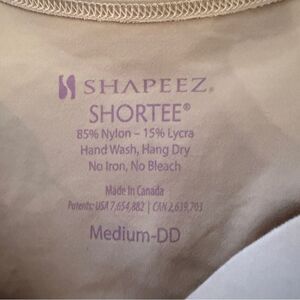 SHAPEEZ®
SHORTEE®
85% Nylon – 15% Lycra
Hand Wash, Hang Dry
No Iron, No Bleach
Made in Canada
Patents: USA 7,654,882 | CAN 2,639,703
Medium-DD